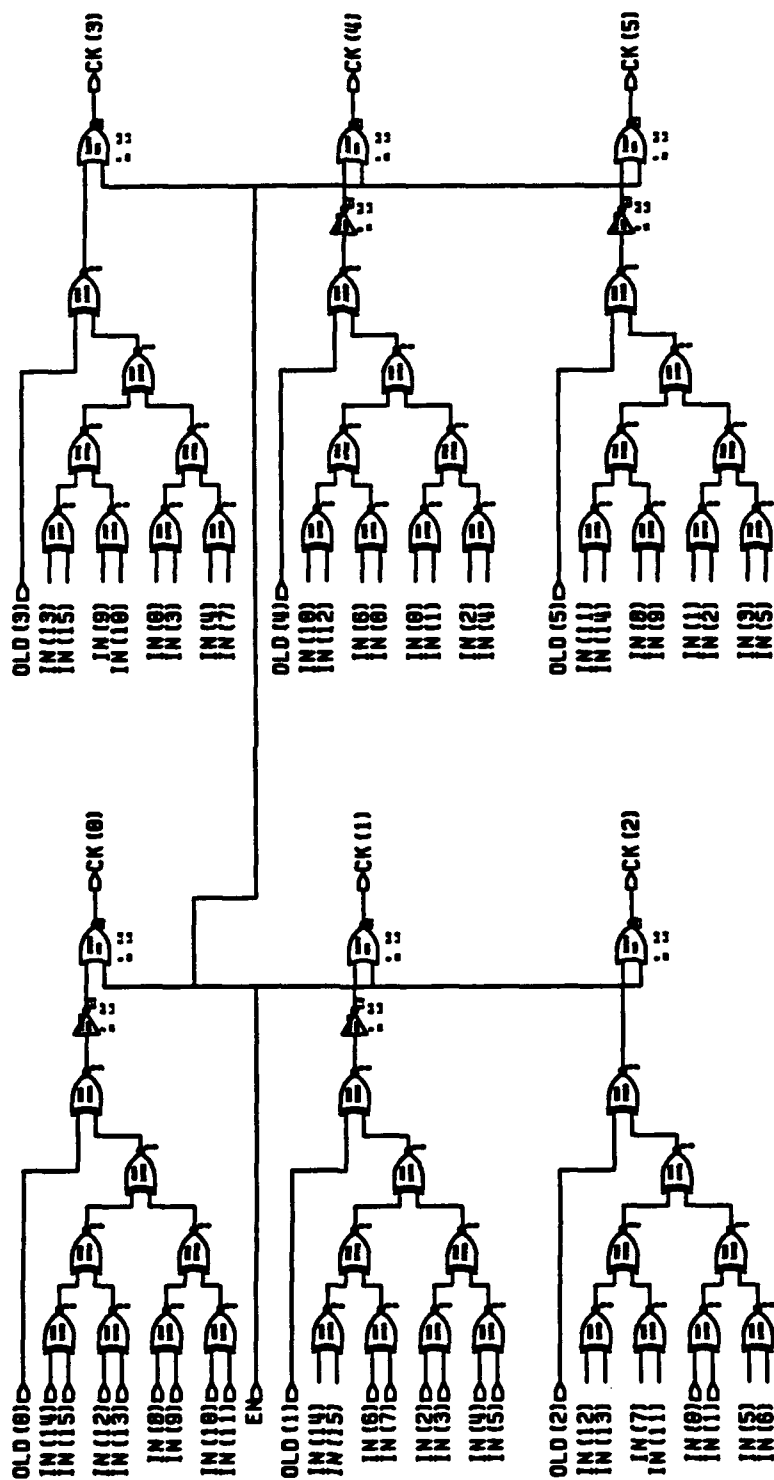 OLD(0)
IN(14)
IN(15)
IN(12)
IN(13)
IN(8)
IN(9)
IN(10)
IN(11)
EN
CK(0)
OLD(1)
IN(14)
IN(15)
IN(6)
IN(7)
IN(2)
IN(3)
IN(4)
IN(5)
CK(1)
OLD(2)
IN(12)
IN(13)
IN(7)
IN(11)
IN(0)
IN(1)
IN(5)
IN(6)
CK(2)
OLD(3)
IN(13)
IN(15)
IN(9)
IN(10)
IN(0)
IN(3)
IN(4)
IN(7)
CK(3)
OLD(4)
IN(10)
IN(12)
IN(6)
IN(8)
IN(0)
IN(1)
IN(2)
IN(4)
CK(4)
OLD(5)
IN(11)
IN(14)
IN(8)
IN(9)
IN(1)
IN(2)
IN(3)
IN(5)
CK(5)